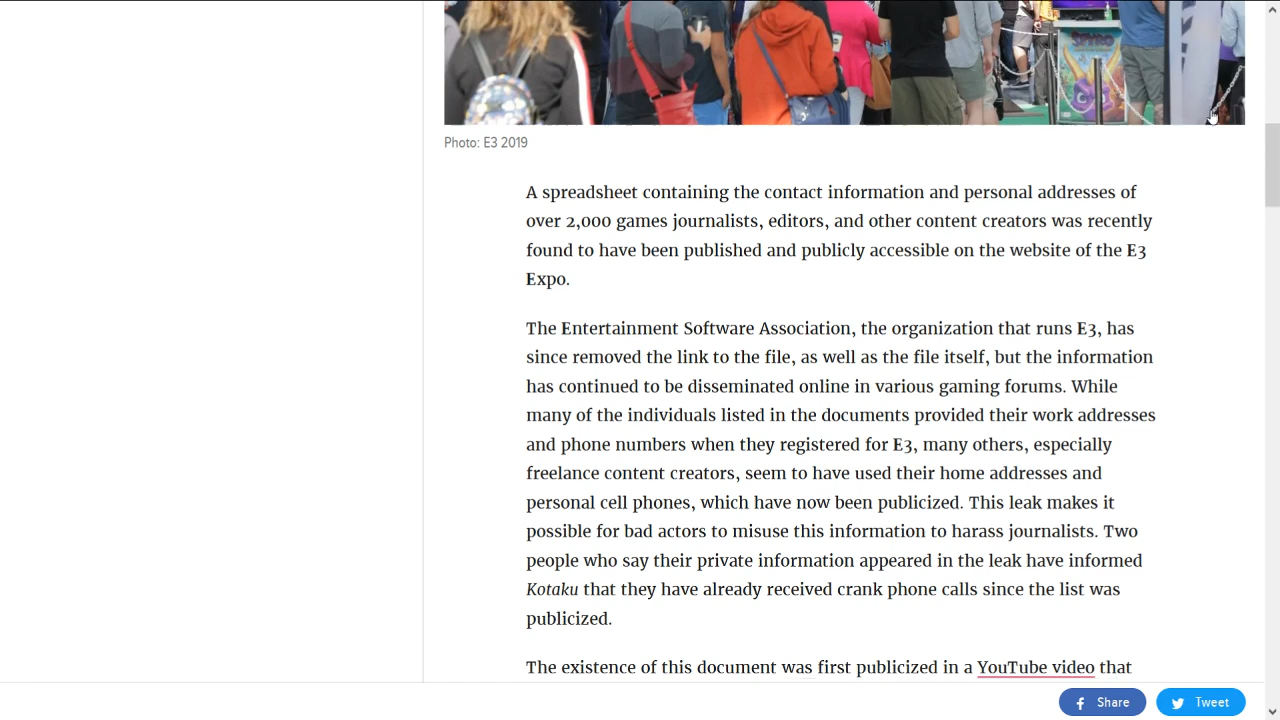 SPYRO
Photo: E3 2019
A spreadsheet containing the contact information and personal addresses of
over 2,000 games journalists, editors, and other content creators was recently
found to have been published and publicly accessible on the website of the E3
Expo.
The Entertainment Software Association, the organization that runs E3, has
since removed the link to the file, as well as the file itself, but the information
has continued to be disseminated online in various gaming forums. While
many of the individuals listed in the documents provided their work addresses
and phone numbers when they registered for E3, many others, especially
freelance content creators, seem to have used their home addresses and
personal cell phones, which have now been publicized. This leak makes it
possible for bad actors to misuse this information to harass journalists. Two
people who say their private information appeared in the leak have informed
Kotaku that they have already received crank phone calls since the list was
publicized.
The existence of this document was first publicized in a YouTube video that
Share
Tweet